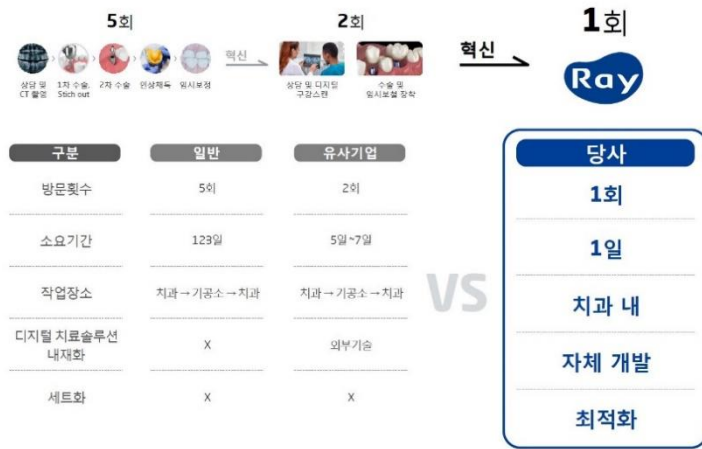 5회
2회
1회
혁신
혁신
Ray
상담 및
CT 촬영
1차 수술,
Stich out
2차 수술
인상채득
임시보철
상담 및 디지털
구강스캔
수술 및
임시보철 장착
구분
일반
유사기업
당사
방문횟수
5회
2회
1회
소요기간
123일
5일~7일
1일
작업장소
치과→기공소→치과
치과→기공소→치과
치과 내
VS
디지털 치료솔루션
내재화
X
외부기술
자체 개발
세트화
X
X
최적화